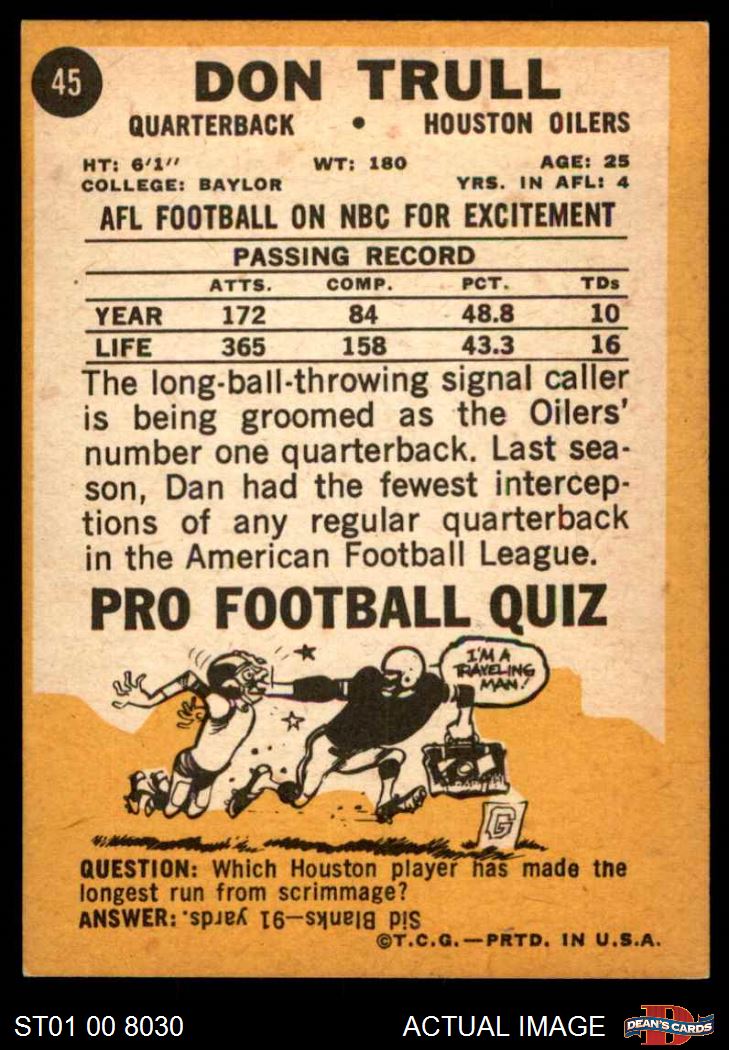 45
DON TRULL
QUARTERBACK • HOUSTON OILERS
HT: 6'1" WT: 180 AGE: 25
COLLEGE: BAYLOR YRS. IN AFL: 4
AFL FOOTBALL ON NBC FOR EXCITEMENT
PASSING RECORD
ATTS. COMP. PCT. TDs
YEAR 172 84 48.8 10
LIFE 365 158 43.3 16
The long-ball-throwing signal caller
is being groomed as the Oilers'
number one quarterback. Last sea-
son, Dan had the fewest intercep-
tions of any regular quarterback
in the American Football League.
PRO FOOTBALL QUIZ
I'M A
TRAVELING
MAN!
G
QUESTION: Which Houston player has made the
longest run from scrimmage?
ANSWER: Sid Blanks—91 yards.
©T.C.G.—PRTD. IN U.S.A.
ST01 00 8030 ACTUAL IMAGE
D
DEAN'S CARDS